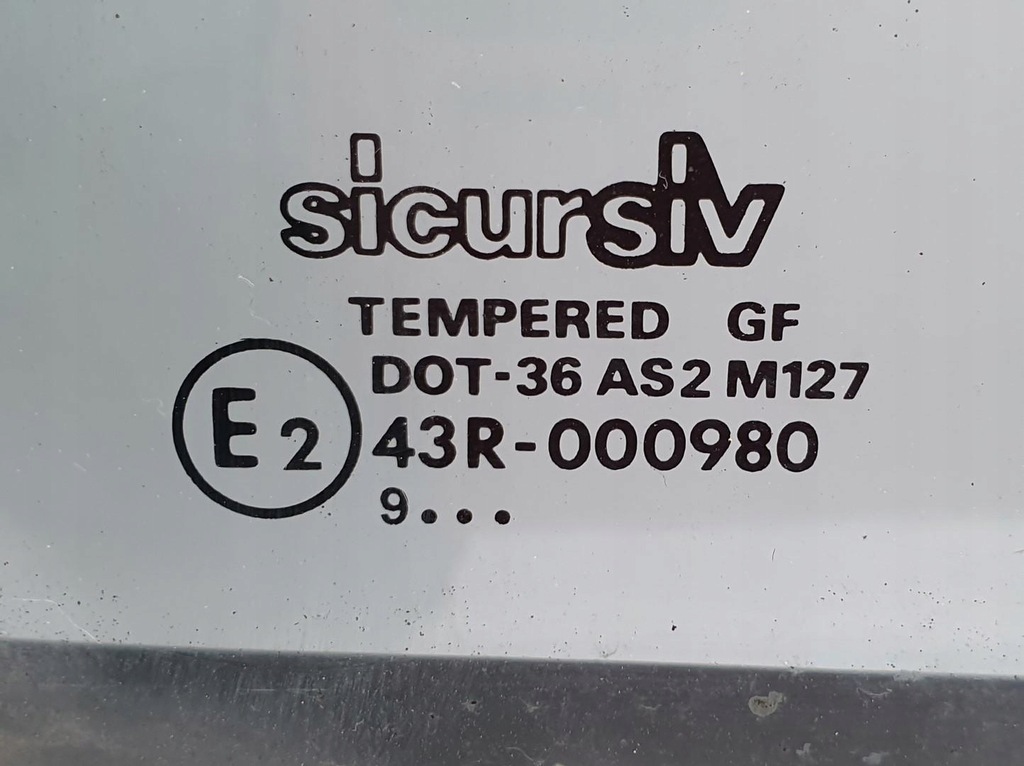 sicursiv
TEMPERED GF
DOT-36 AS2 M127
E2 43R-000980
9...